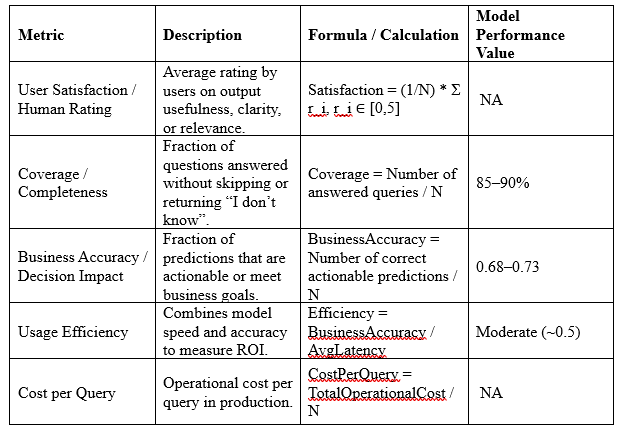 Metric
Description
Formula / Calculation
Model
Performance
Value
User Satisfaction /
Human Rating
Average rating by
users on output
usefulness, clarity,
or relevance.
Satisfaction = (1/N) * Σ
r_i, r_i ∈ [0,5]
NA
Coverage /
Completeness
Fraction of
questions answered
without skipping or
returning “I don’t
know”.
Coverage = Number of
answered queries / N
85–90%
Business Accuracy /
Decision Impact
Fraction of
predictions that are
actionable or meet
business goals.
BusinessAccuracy =
Number of correct
actionable predictions /
N
0.68–0.73
Usage Efficiency
Combines model
speed and accuracy
to measure ROI.
Efficiency =
BusinessAccuracy /
AvgLatency
Moderate (~0.5)
Cost per Query
Operational cost per
query in production.
CostPerQuery =
TotalOperationalCost /
N
NA